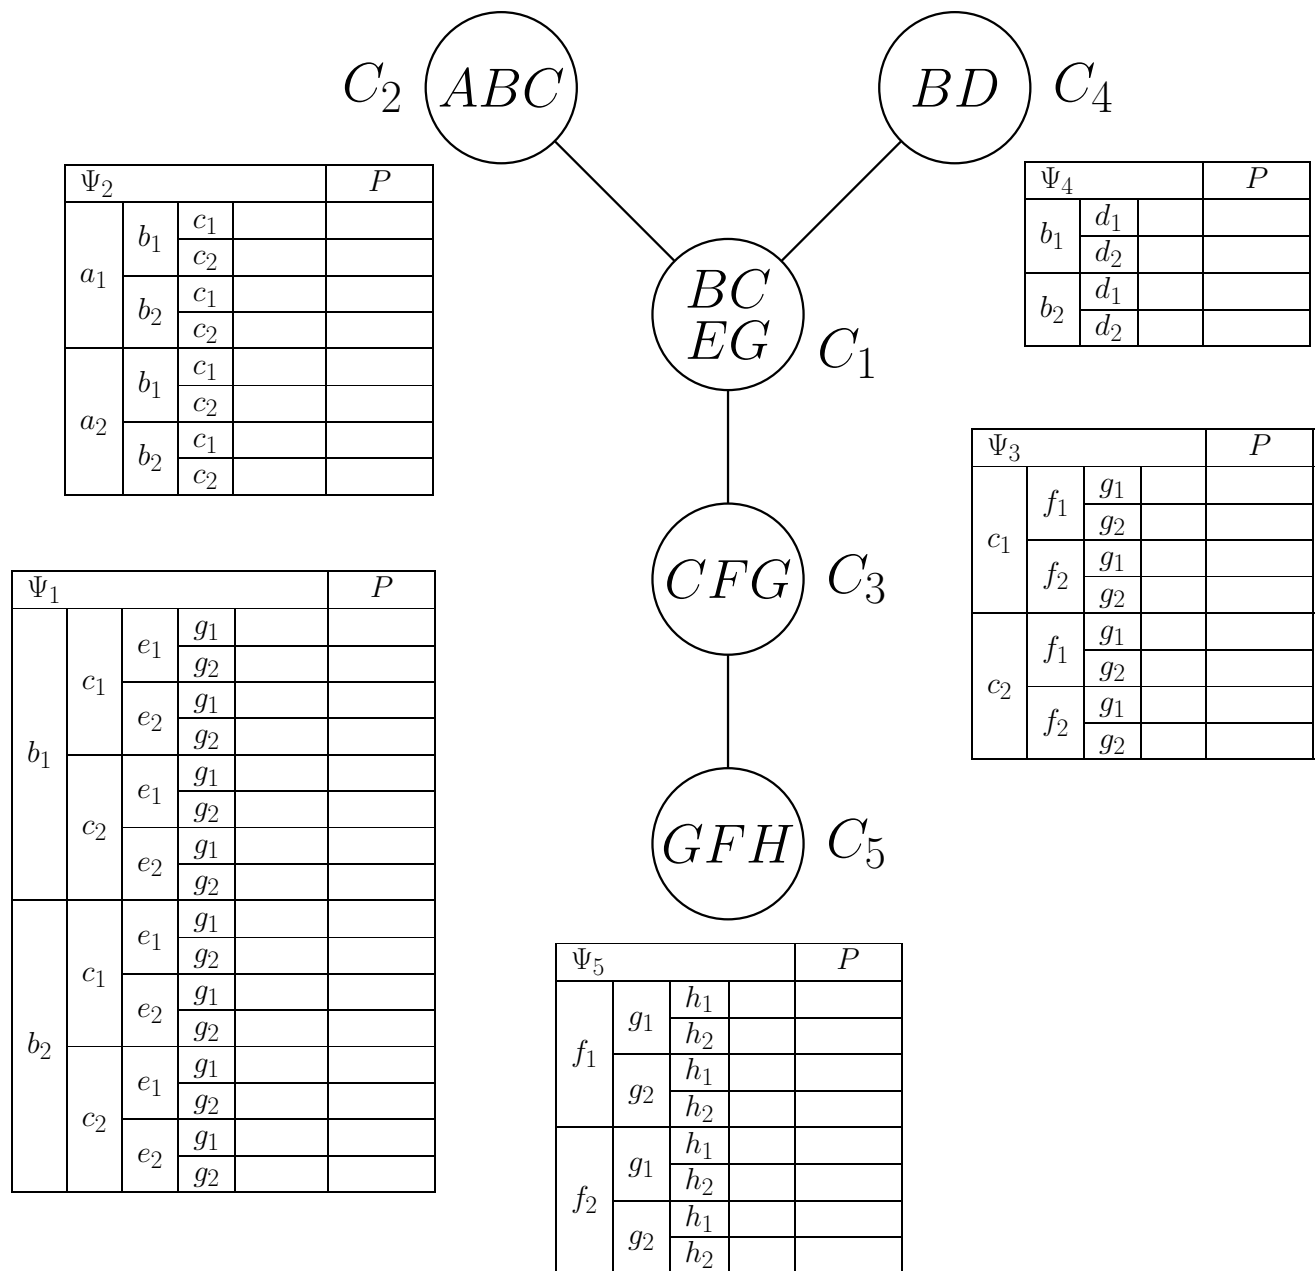 C₂ ABC
BD C₄
Ψ₂ P
a₁ b₁ c₁
c₂
b₂ c₁
c₂
a₂ b₁ c₁
c₂
b₂ c₁
c₂
Ψ₄ P
b₁ d₁
d₂
b₂ d₁
d₂
BC
EG
C₁
Ψ₃ P
c₁ f₁ g₁
g₂
f₂ g₁
g₂
c₂ f₁ g₁
g₂
f₂ g₁
g₂
CFG C₃
Ψ₁ P
b₁ c₁ e₁ g₁
g₂
e₂ g₁
g₂
c₂ e₁ g₁
g₂
e₂ g₁
g₂
b₂ c₁ e₁ g₁
g₂
e₂ g₁
g₂
c₂ e₁ g₁
g₂
e₂ g₁
g₂
GFH C₅
Ψ₅ P
f₁ g₁ h₁
h₂
g₂ h₁
h₂
f₂ g₁ h₁
h₂
g₂ h₁
h₂